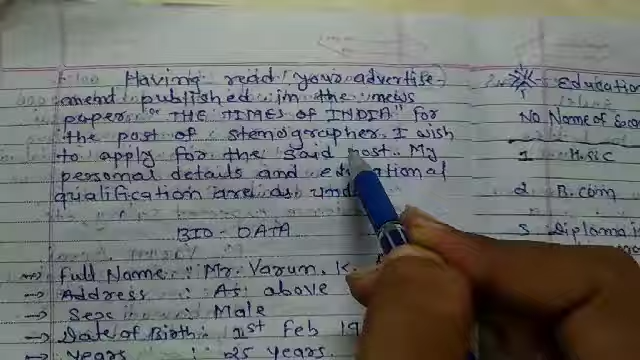 Having read your advertise-
ment published in the news
paper "THE TIMES OF INDIA" for
the post of stenographer. I wish
to apply for the said post. My
personal details and educational
qualification are as under
BIO-DATA
Full Name : Mr. Varun. K.
Address : As above
Sex : Male
Date of Birth : 1st Feb 19
Years : 25 years.
Education
No. Name of
1 H.S.C
2 B.com
3 Diploma